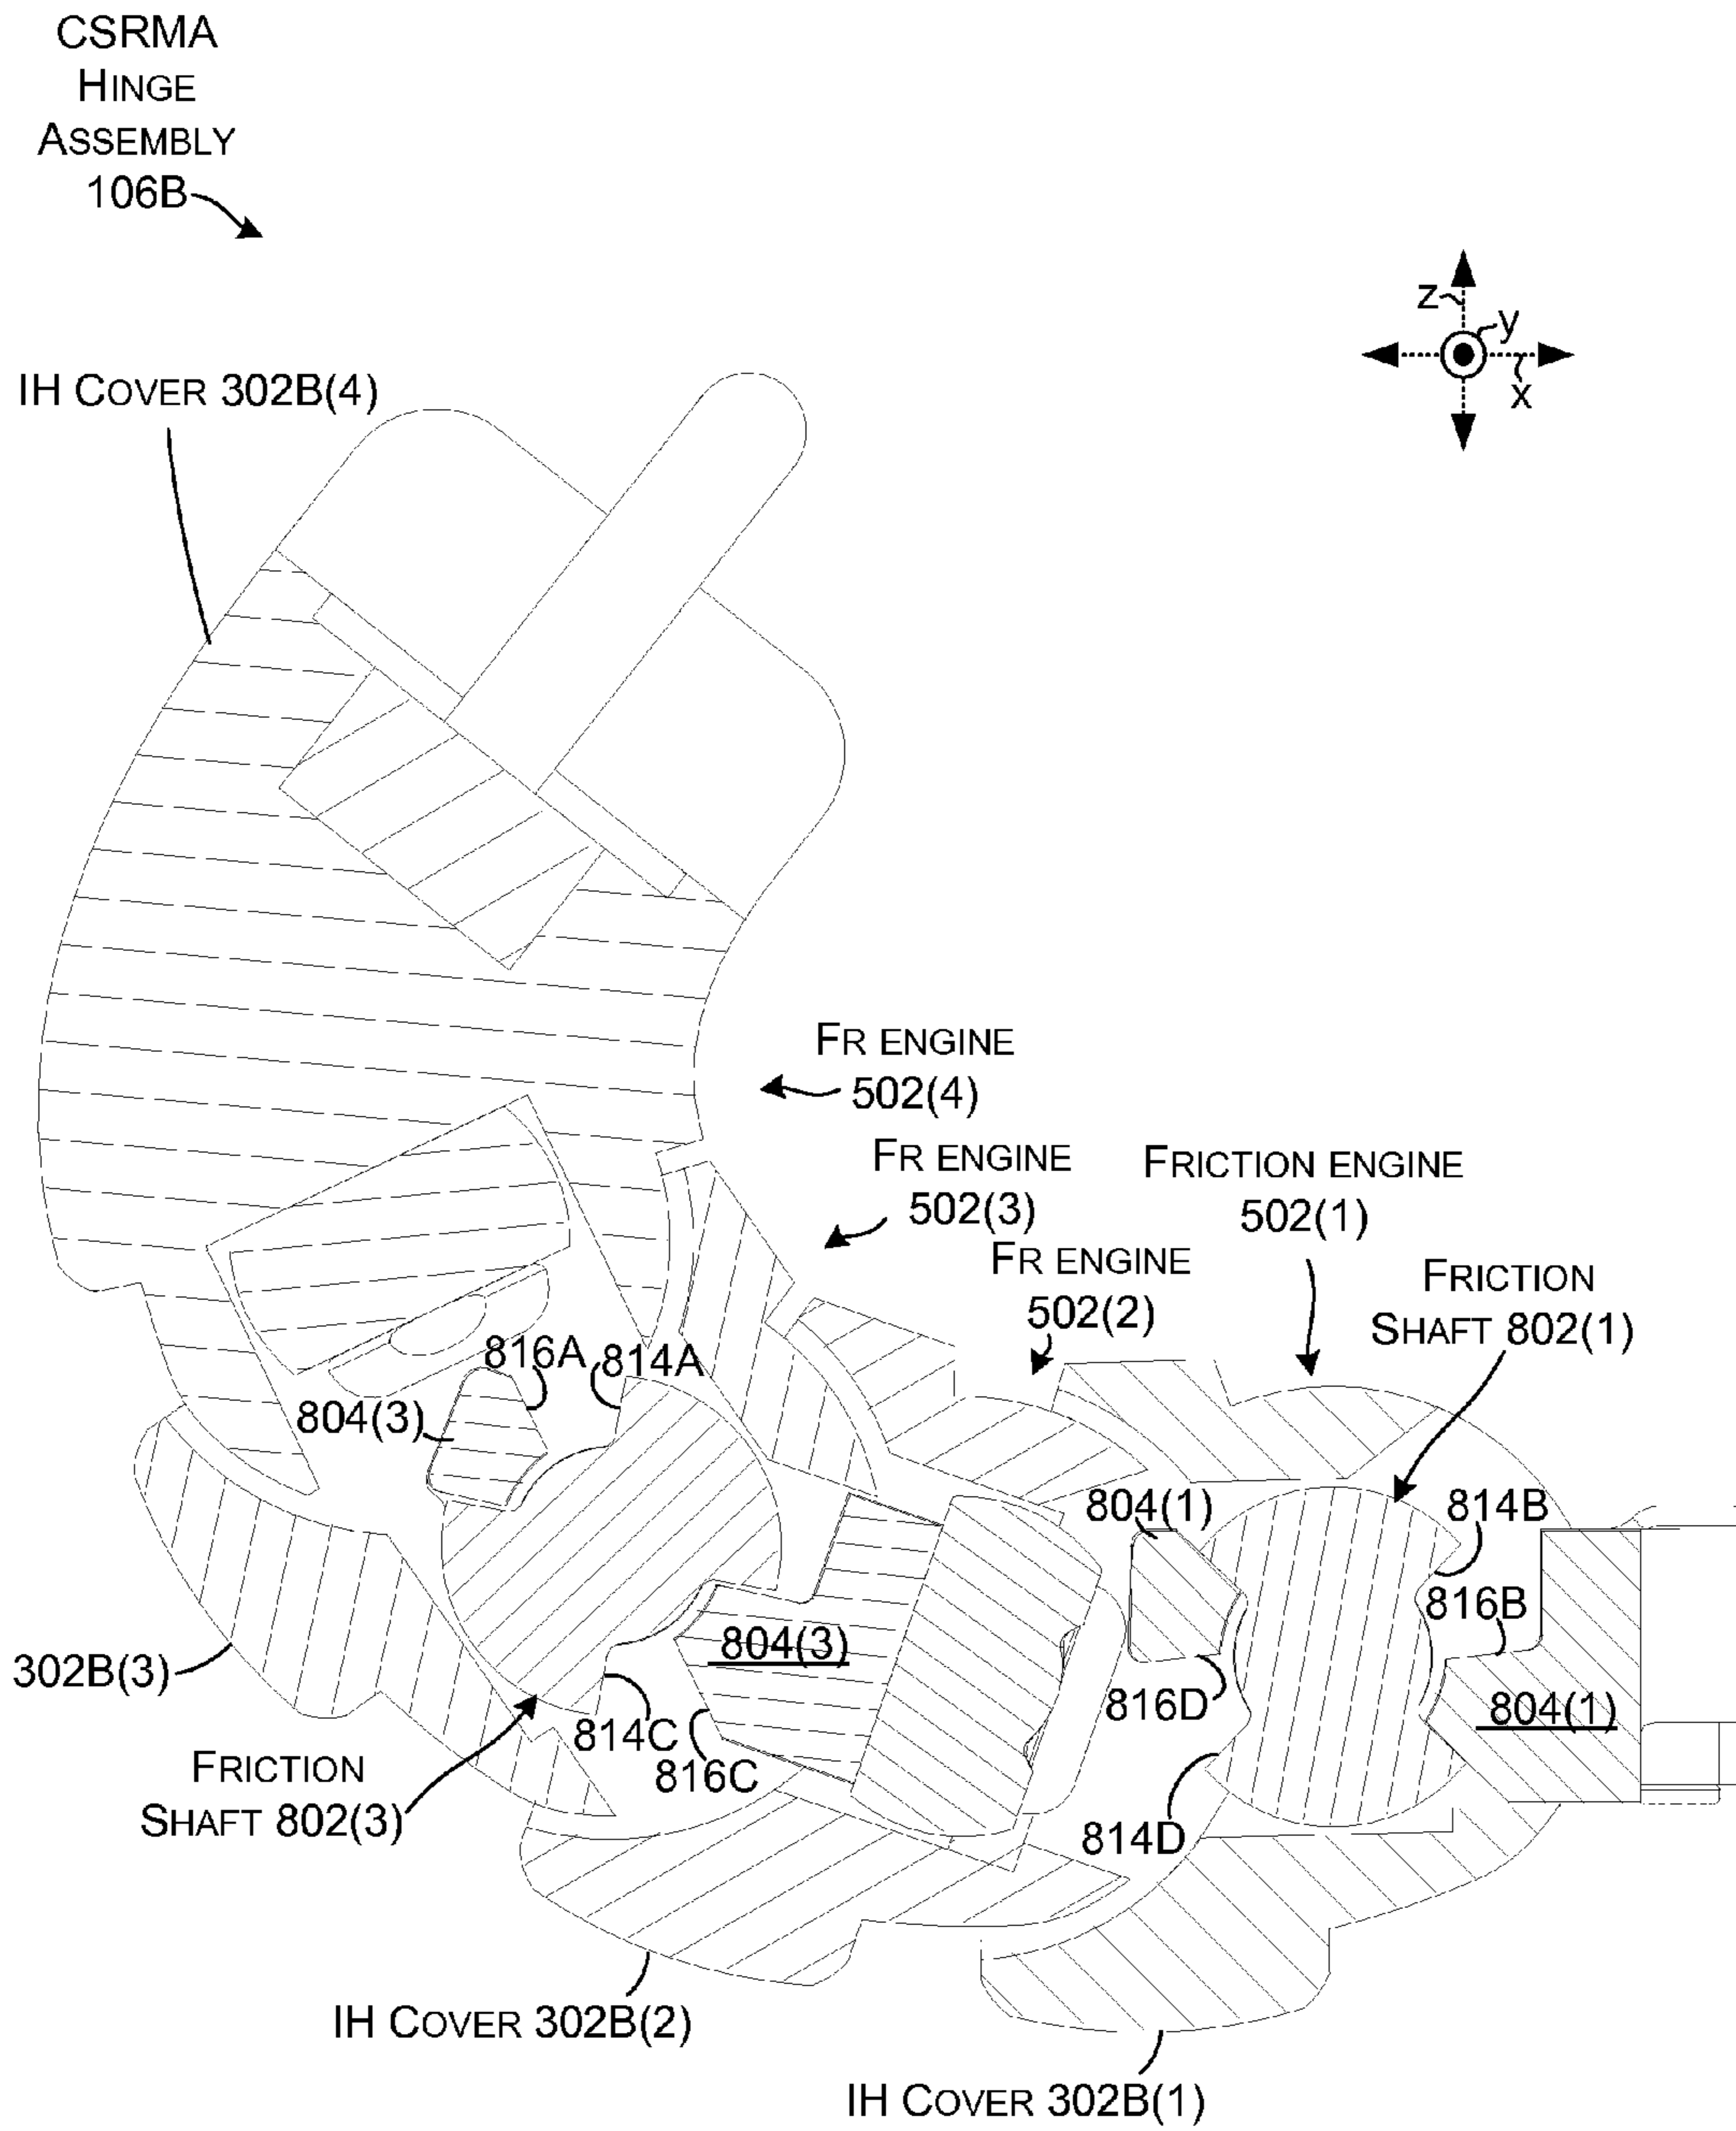 CSRMA
HINGE
ASSEMBLY
106B
z
y
x
IH COVER 302B(4)
FR ENGINE
502(4)
FR ENGINE
502(3)
FRICTION ENGINE
502(1)
FR ENGINE
502(2)
FRICTION
SHAFT 802(1)
816A
814A
804(3)
804(1)
814B
816B
804(3)
302B(3)
816D
804(1)
814C
816C
FRICTION
SHAFT 802(3)
814D
IH COVER 302B(2)
IH COVER 302B(1)